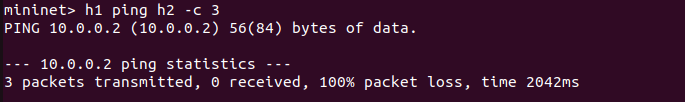 mininet> h1 ping h2 -c 3
PING 10.0.0.2 (10.0.0.2) 56(84) bytes of data.
--- 10.0.0.2 ping statistics ---
3 packets transmitted, 0 received, 100% packet loss, time 2042ms